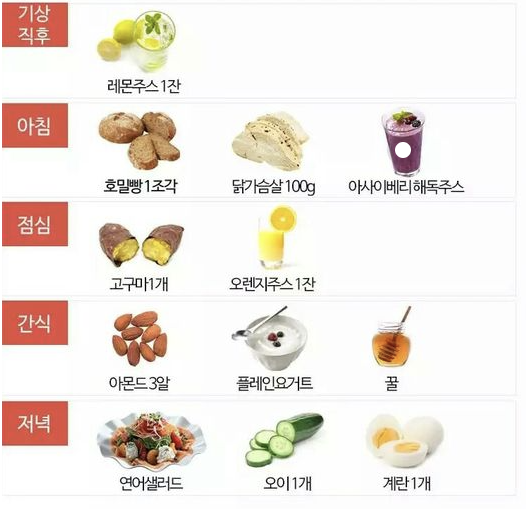 기상
직후
레몬주스 1잔
아침
호밀빵 1조각
닭가슴살 100g
아사이베리 해독주스
점심
고구마 1개
오렌지주스 1잔
간식
아몬드 3알
플레인요거트
꿀
저녁
연어샐러드
오이 1개
계란 1개